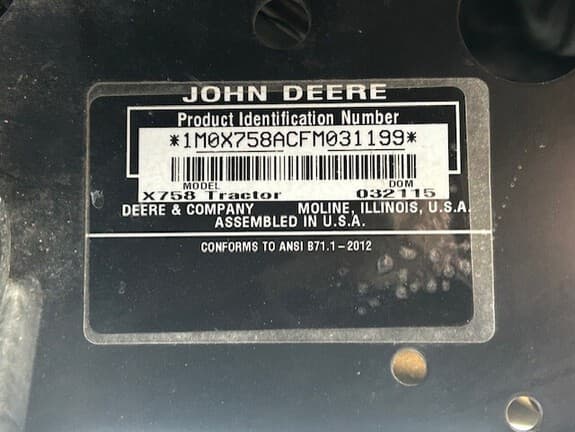 JOHN DEERE
Product Identification Number
*1M0X758ACFM031199*
MODEL DOM
X758 Tractor 032115
DEERE & COMPANY MOLINE, ILLINOIS, U.S.A.
ASSEMBLED IN U.S.A.
CONFORMS TO ANSI B71.1-2012